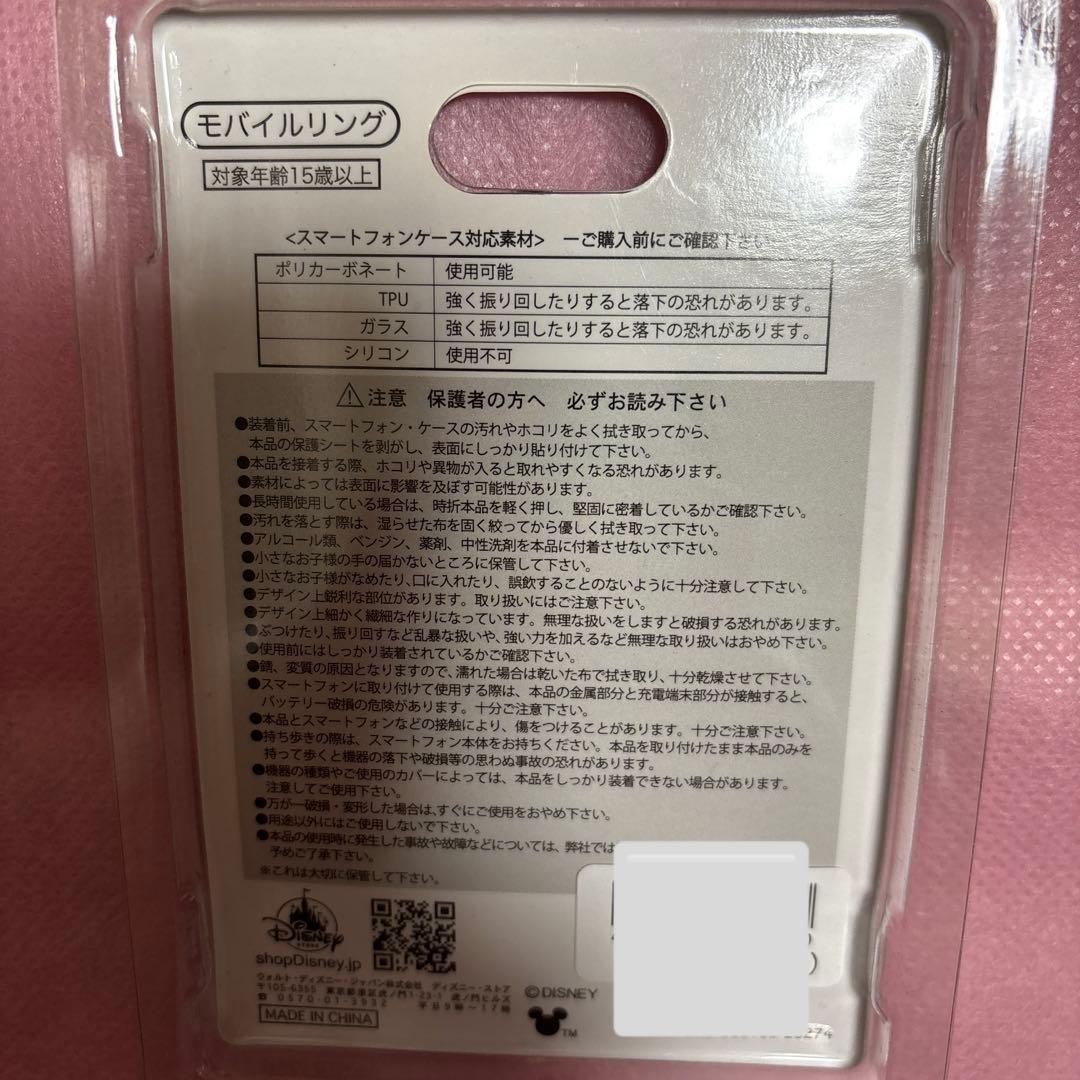 モバイルリング
対象年齢15歳以上
<スマートフォンケース対応素材> ーご購入前にご確認下さい
ポリカーボネート 使用可能
TPU 強く振り回したりすると落下の恐れがあります。
ガラス 強く振り回したりすると落下の恐れがあります。
シリコン 使用不可
⚠注意 保護者の方へ 必ずお読み下さい
●装着前、スマートフォン・ケースの汚れやホコリをよく拭き取ってから、
本品の保護シートを剥がし、表面にしっかり貼り付けて下さい。
●本品を接着する際、ホコリや異物が入ると取れやすくなる恐れがあります。
●素材によっては表面に影響を及ぼす可能性があります。
●長時間使用している場合は、時折本品を軽く押し、堅固に密着しているかご確認下さい。
●汚れを落とす際は、湿らせた布を固く絞ってから優しく拭き取って下さい。
●アルコール類、ベンジン、薬剤、中性洗剤を本品に付着させないで下さい。
●小さなお子様の手の届かないところに保管して下さい。
●小さなお子様がなめたり、口に入れたり、誤飲することのないように十分注意して下さい。
●デザイン上鋭利な部位があります。取り扱いにはご注意下さい。
●デザイン上細かく繊細な作りになっています。無理な扱いをしますと破損する恐れがあります。
●ぶつけたり、振り回すなど乱暴な扱いや、強い力を加えるなど無理な取り扱いはおやめ下さい。
●使用前にはしっかり装着されているかご確認下さい。
●錆、変質の原因となりますので、濡れた場合は乾いた布で拭き取り、十分乾燥させて下さい。
●スマートフォンに取り付けて使用する際は、本品の金属部分と充電端末部分が接触すると、
バッテリー破損の危険があります。十分ご注意下さい。
●本品とスマートフォンなどの接触により、傷をつけることがあります。十分ご注意下さい。
●持ち歩きの際は、スマートフォン本体をお持ちください。本品を取り付けたまま本品のみを
持って歩くと機器の落下や破損等の思わぬ事故の恐れがあります。
●機器の種類やご使用のカバーによっては、本品をしっかり装着できない場合があります。
注意してご使用下さい。
●万が一破損・変形した場合は、すぐにご使用をおやめ下さい。
●用途以外にはご使用しないで下さい。
●本品の使用時に発生した事故や故障などについては、弊社では
予めご了承下さい。
※これは大切に保管して下さい。
Disney
STORE
shopDisney.jp
ウォルト・ディズニー・ジャパン株式会社 ディズニーストア
〒105-6355 東京都港区虎ノ門1-23-1 虎ノ門ヒルズ
☎ 0570-01-3932 平日9時〜17時
MADE IN CHINA
©DISNEY
TM